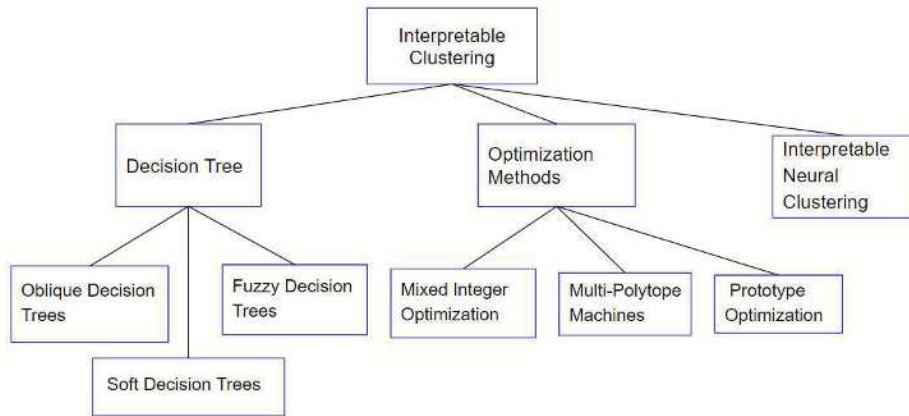 Interpretable
Clustering
Decision Tree
Optimization
Methods
Interpretable
Neural
Clustering
Oblique Decision
Trees
Fuzzy Decision
Trees
Mixed Integer
Optimization
Multi-Polytope
Machines
Prototype
Optimization
Soft Decision Trees